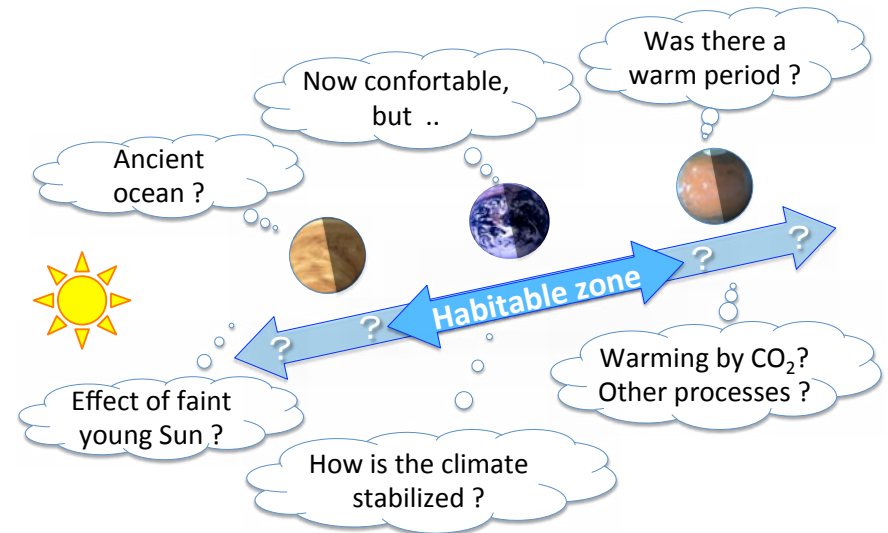 Was there a
warm period ?
Now confortable,
but ..
Ancient
ocean ?
?
?
Habitable zone
?
?
Effect of faint
young Sun ?
How is the climate
stabilized ?
Warming by CO₂?
Other processes ?